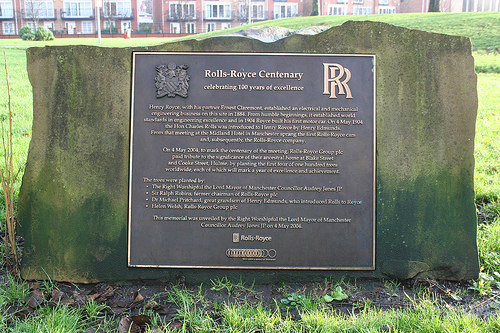 Rolls-Royce Centenary
RR
celebrating 100 years of excellence
Henry Royce, with his partner Ernest Claremont, established an electrical and mechanical
engineering business on this site in 1884. From humble beginnings, it established world
standards in engineering excellence and in 1904 Royce built his first motor car. On 4 May 1904
the Hon Charles Rolls was introduced to Henry Royce by Henry Edmunds.
From that meeting at the Midland Hotel in Manchester sprang the first Rolls-Royce cars
and, subsequently, the Rolls-Royce company.
On 4 May 2004, to mark the centenary of the meeting, Rolls-Royce Group plc
paid tribute to the significance of their ancestral home at Blake Street
and Cooke Street, Hulme, by planting the first four of one hundred trees
worldwide, each of which will mark a year of excellence and achievement.
The trees were planted by:
• The Right Worshipful the Lord Mayor of Manchester Councillor Audrey Jones JP
• Sir Ralph Robins, former chairman of Rolls-Royce plc
• Dr Michael Pritchard, great grandson of Henry Edmunds, who introduced Rolls to Royce
• Helen Welsh, Rolls-Royce Group plc
This memorial was unveiled by the Right Worshipful the Lord Mayor of Manchester
Councillor Audrey Jones JP on 4 May 2004.
Rolls-Royce